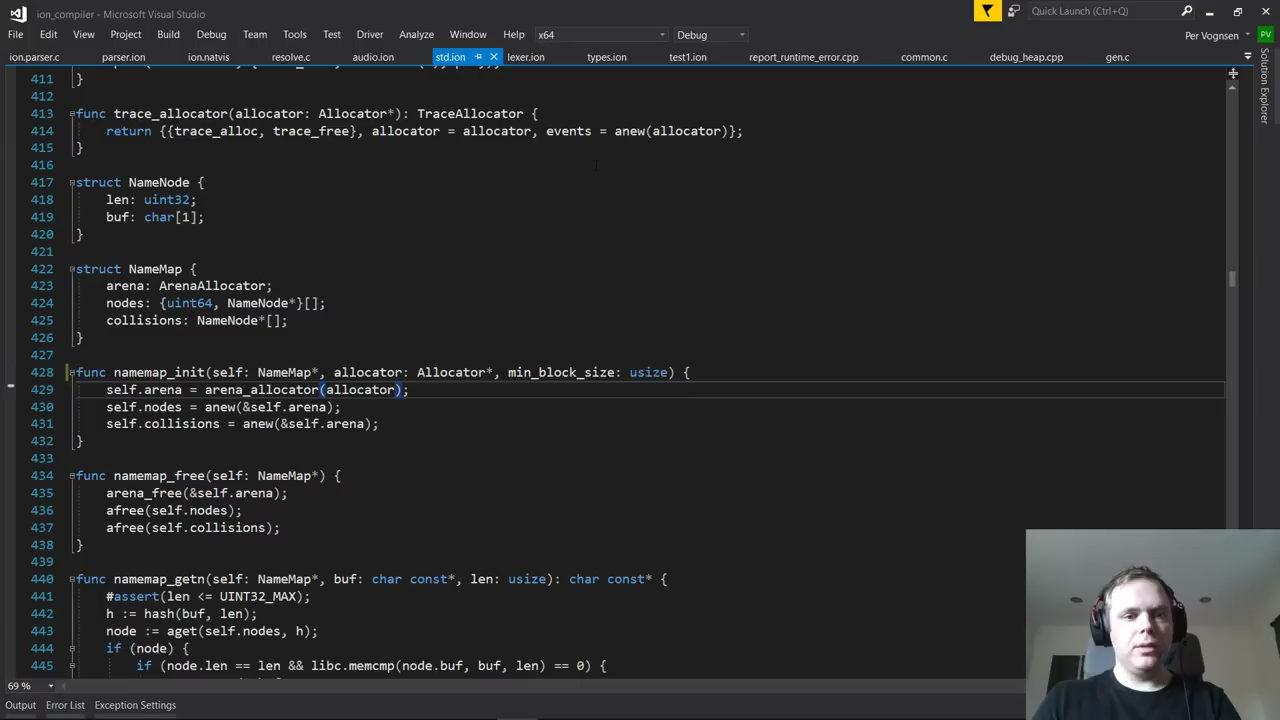 ion_compiler - Microsoft Visual Studio
Quick Launch (Ctrl+Q)
File Edit View Project Build Debug Team Tools Test Driver Analyze Window Help x64 Debug
Per Vognsen PV
ion.parser.c parser.ion ion.natvis resolve.c audio.ion std.ion lexer.ion types.ion test1.ion report_runtime_error.cpp common.c debug_heap.cpp gen.c
Solution Explorer
411 }
412
413 func trace_allocator(allocator: Allocator*): TraceAllocator {
414 return {{trace_alloc, trace_free}, allocator = allocator, events = anew(allocator)};
415 }
416
417 struct NameNode {
418 len: uint32;
419 buf: char[1];
420 }
421
422 struct NameMap {
423 arena: ArenaAllocator;
424 nodes: {uint64, NameNode*}[];
425 collisions: NameNode*[];
426 }
427
428 func namemap_init(self: NameMap*, allocator: Allocator*, min_block_size: usize) {
429 self.arena = arena_allocator(allocator);
430 self.nodes = anew(&self.arena);
431 self.collisions = anew(&self.arena);
432 }
433
434 func namemap_free(self: NameMap*) {
435 arena_free(&self.arena);
436 afree(self.nodes);
437 afree(self.collisions);
438 }
439
440 func namemap_getn(self: NameMap*, buf: char const*, len: usize): char const* {
441 #assert(len <= UINT32_MAX);
442 h := hash(buf, len);
443 node := aget(self.nodes, h);
444 if (node) {
445 if (node.len == len && libc.memcmp(node.buf, buf, len) == 0) {
69 %
Output Error List Exception Settings